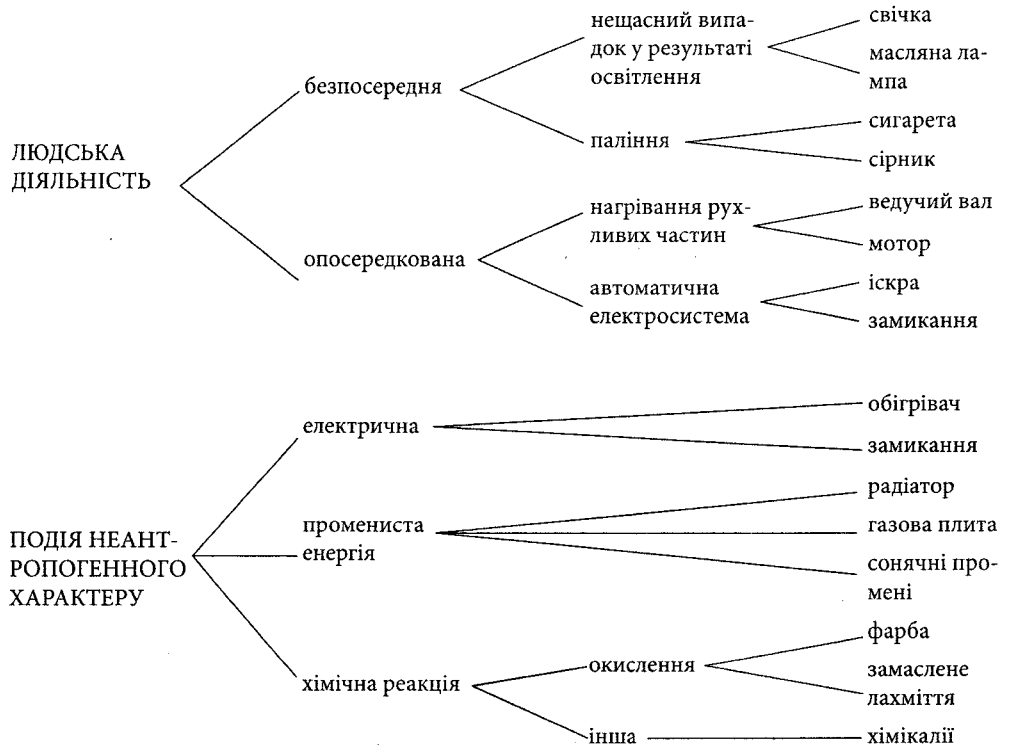 нещасний випа-
док у результаті
освітлення
свічка
масляна ла-
мпа
безпосередня
паління
сигарета
сірник
ЛЮДСЬКА
ДІЯЛЬНІСТЬ
нагрівання рух-
ливих частин
ведучий вал
мотор
опосередкована
автоматична
електросистема
іскра
замикання
електрична
обігрівач
замикання
ПОДІЯ НЕАНТ-
РОПОГЕННОГО
ХАРАКТЕРУ
промениста
енергія
радіатор
газова плита
сонячні про-
мені
хімічна реакція
окислення
фарба
замаслене
лахміття
інша
хімікалії